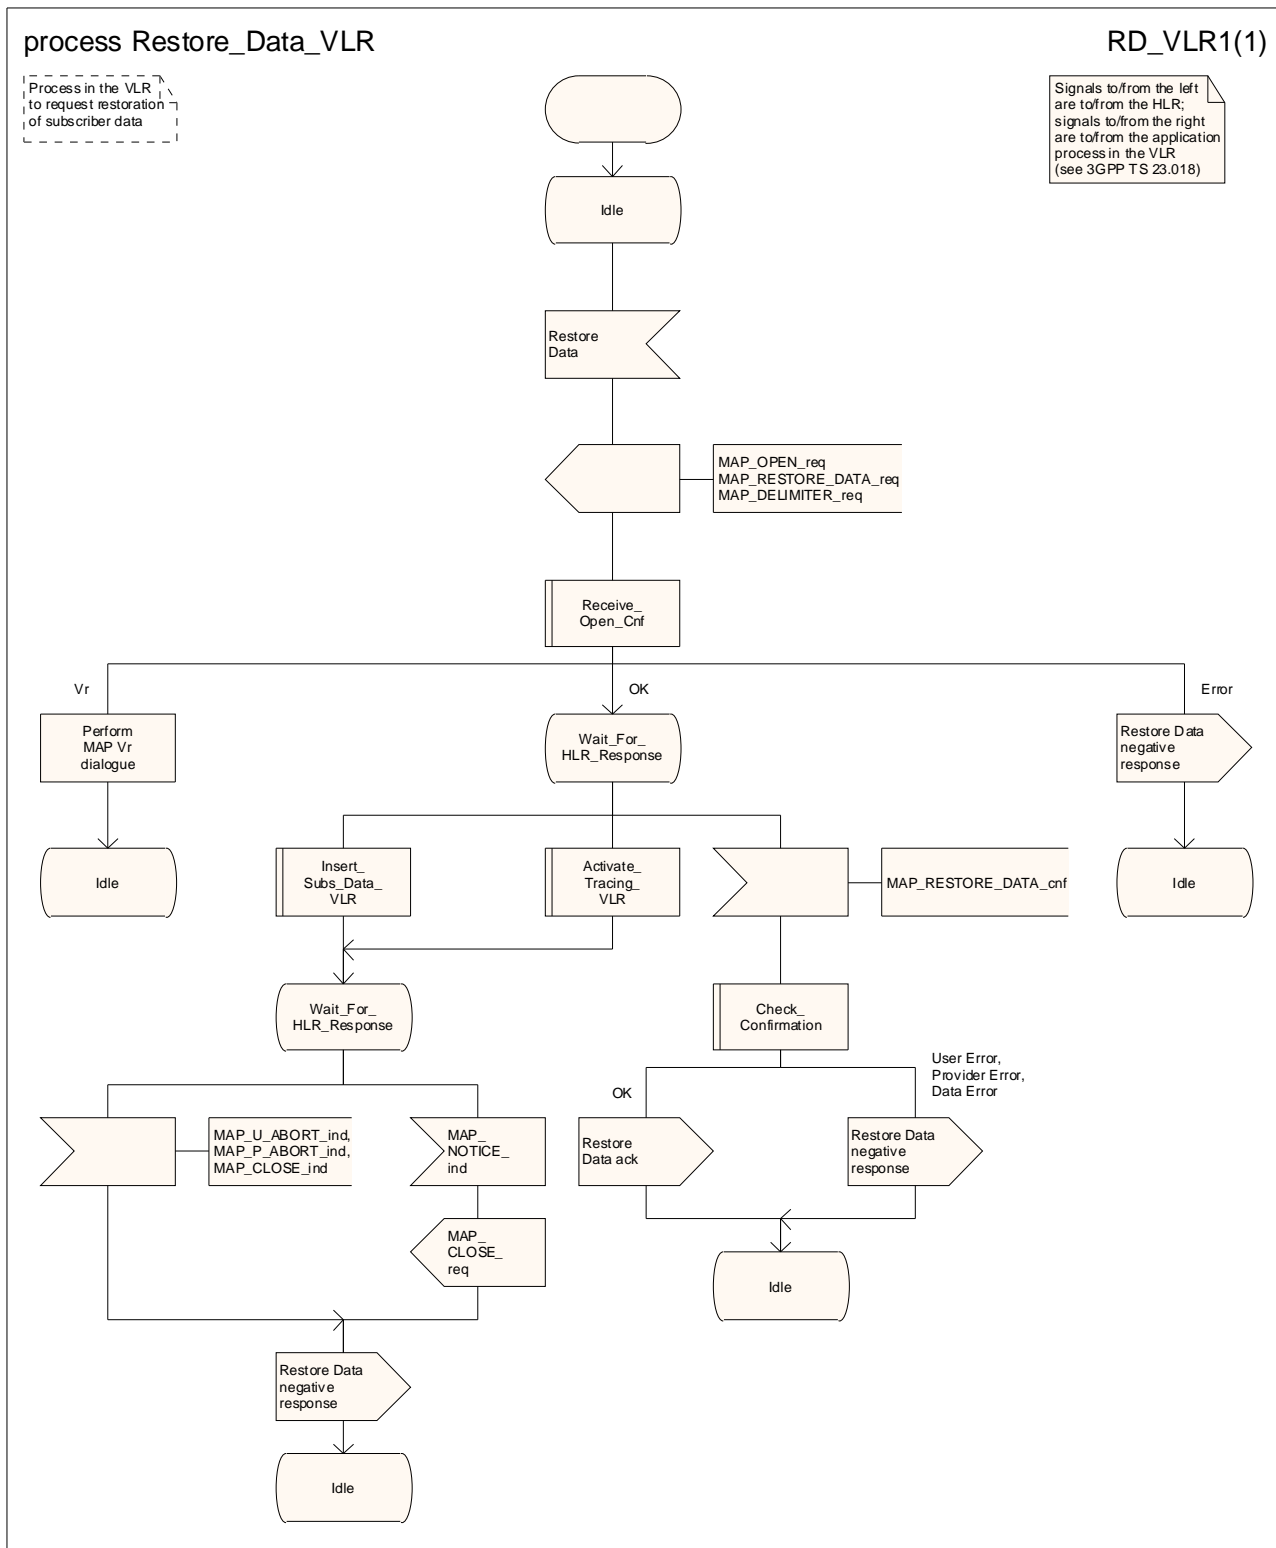 process Restore_Data_VLR
RD_VLR1(1)
Process in the VLR
to request restoration
of subscriber data
Signals to/from the left
are to/from the HLR;
signals to/from the right
are to/from the application
process in the VLR
(see 3GPP TS 23.018)
Idle
Restore
Data
MAP_OPEN_req
MAP_RESTORE_DATA_req
MAP_DELIMITER_req
Receive_
Open_Cnf
Vr
OK
Error
Perform
MAP Vr
dialogue
Wait_For_
HLR_Response
Restore Data
negative
response
Idle
Insert_
Subs_Data_
VLR
Activate_
Tracing_
VLR
MAP_RESTORE_DATA_cnf
Idle
Wait_For_
HLR_Response
Check_
Confirmation
OK
User Error,
Provider Error,
Data Error
MAP_U_ABORT_ind,
MAP_P_ABORT_ind,
MAP_CLOSE_ind
MAP_
NOTICE_
ind
Restore
Data ack
Restore Data
negative
response
MAP_
CLOSE_
req
Idle
Restore Data
negative
response
Idle